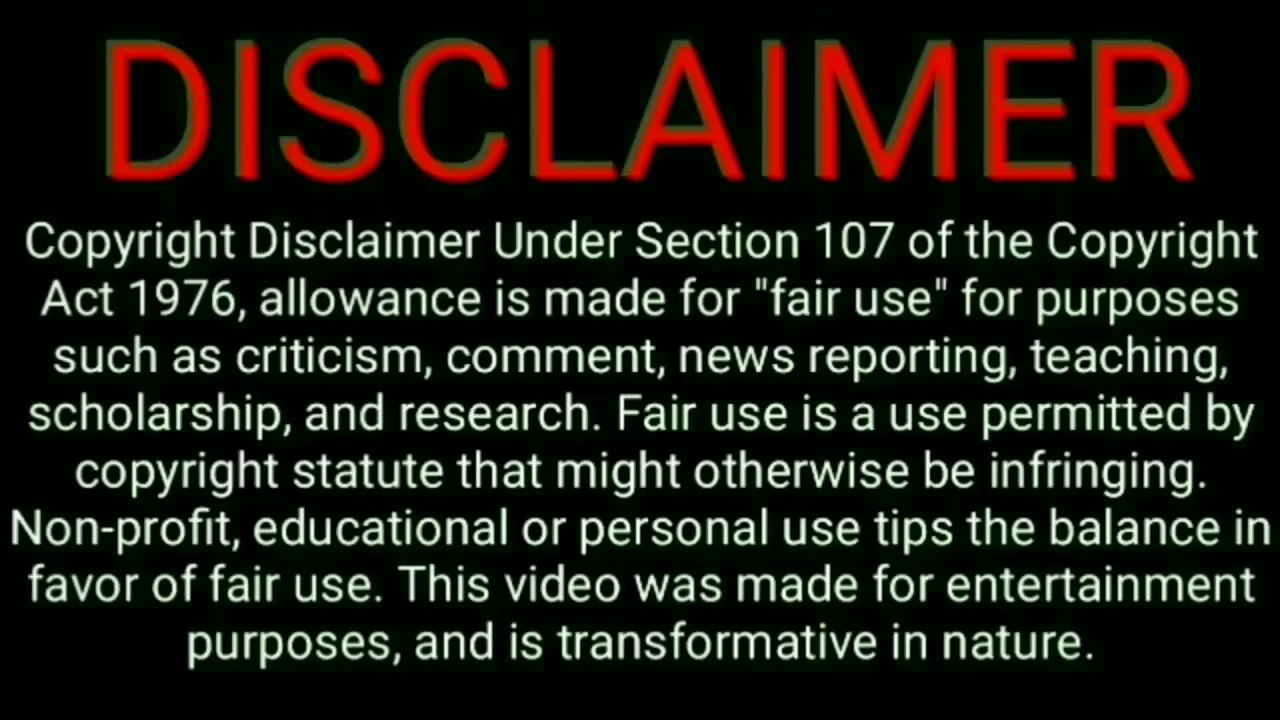 DISCLAIMER
Copyright Disclaimer Under Section 107 of the Copyright
Act 1976, allowance is made for "fair use" for purposes
such as criticism, comment, news reporting, teaching,
scholarship, and research. Fair use is a use permitted by
copyright statute that might otherwise be infringing.
Non-profit, educational or personal use tips the balance in
favor of fair use. This video was made for entertainment
purposes, and is transformative in nature.